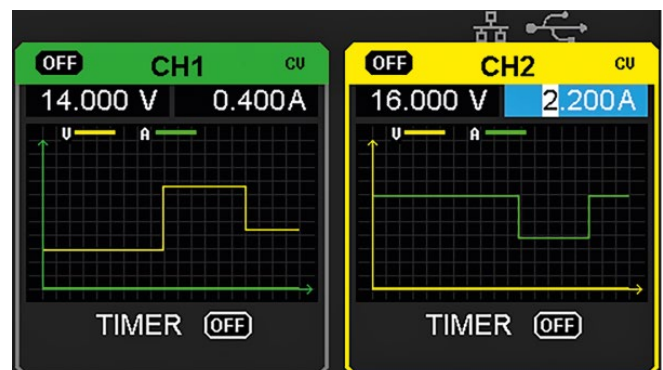 OFF CH1 CV
14.000 V 0.400A
V A
TIMER OFF
OFF CH2 CV
16.000 V 2.200A
V A
TIMER OFF